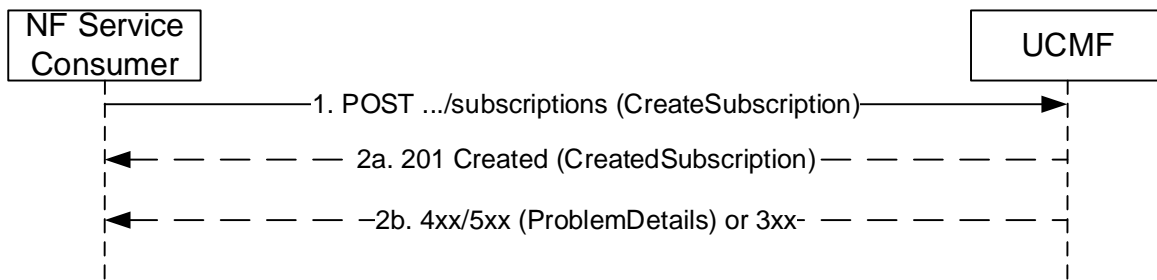 NF Service
Consumer
UCMF
1. POST .../subscriptions (CreateSubscription)
2a. 201 Created (CreatedSubscription)
2b. 4xx/5xx (ProblemDetails) or 3xx